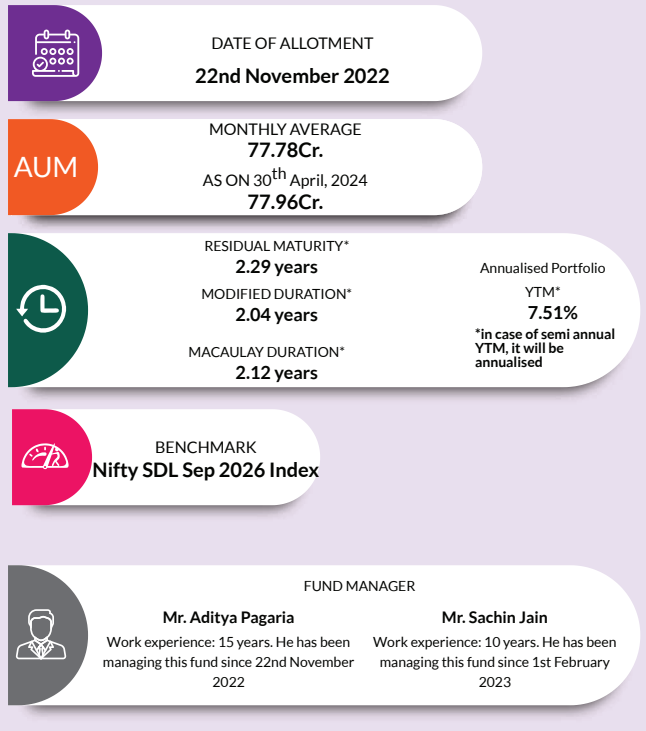 DATE OF ALLOTMENT
22nd November 2022
AUM
MONTHLY AVERAGE
77.78Cr.
AS ON 30th April, 2024
77.96Cr.
RESIDUAL MATURITY*
2.29 years
MODIFIED DURATION*
2.04 years
MACAULAY DURATION*
2.12 years
Annualised Portfolio
YTM*
7.51%
*in case of semi annual
YTM, it will be
annualised
BENCHMARK
Nifty SDL Sep 2026 Index
FUND MANAGER
Mr. Aditya Pagaria
Work experience: 15 years. He has been
managing this fund since 22nd November
2022
Mr. Sachin Jain
Work experience: 10 years. He has been
managing this fund since 1st February
2023